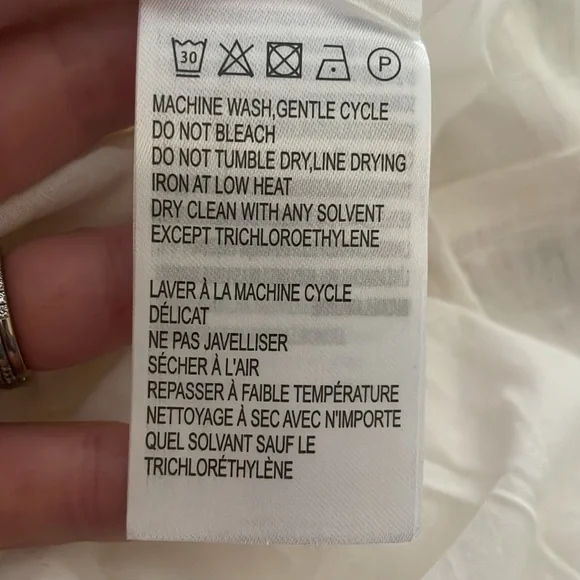 30 P
MACHINE WASH,GENTLE CYCLE
DO NOT BLEACH
DO NOT TUMBLE DRY,LINE DRYING
IRON AT LOW HEAT
DRY CLEAN WITH ANY SOLVENT
EXCEPT TRICHLOROETHYLENE
LAVER À LA MACHINE CYCLE
DÉLICAT
NE PAS JAVELLISER
SÉCHER À L'AIR
REPASSER À FAIBLE TEMPÉRATURE
NETTOYAGE À SEC AVEC N'IMPORTE
QUEL SOLVANT SAUF LE
TRICHLORÉTHYLÈNE